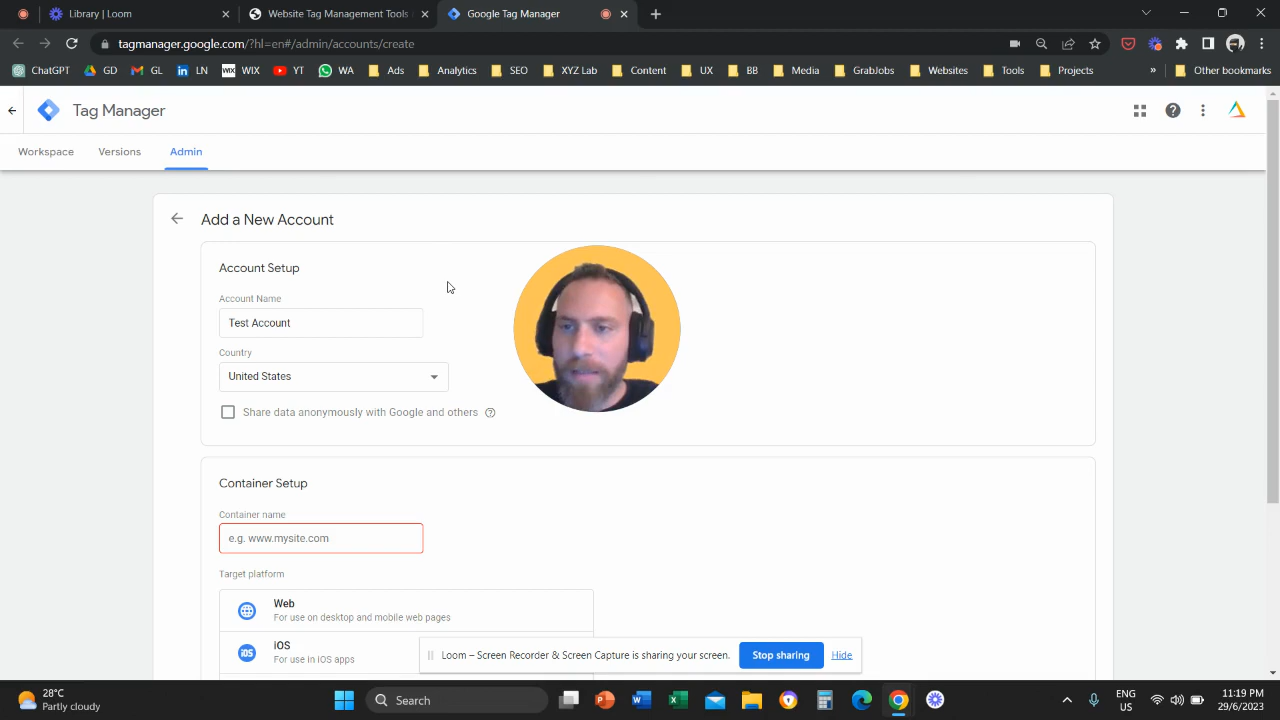 Library | Loom
Website Tag Management Tools
Google Tag Manager
tagmanager.google.com/?hl=en#/admin/accounts/create
ChatGPT GD GL LN WIX WIX YT WA Ads Analytics SEO XYZ Lab Content UX BB Media GrabJobs Websites Tools Projects » Other bookmarks
Tag Manager
Workspace Versions Admin
Add a New Account
Account Setup
Account Name
Test Account
Country
United States
Share data anonymously with Google and others
Container Setup
Container name
e.g. www.mysite.com
Target platform
Web
For use on desktop and mobile web pages
iOS
iOS
For use in iOS apps
Loom – Screen Recorder & Screen Capture is sharing your screen. Stop sharing Hide
28°C
Partly cloudy
Search
ENG
US
11:19 PM
29/6/2023